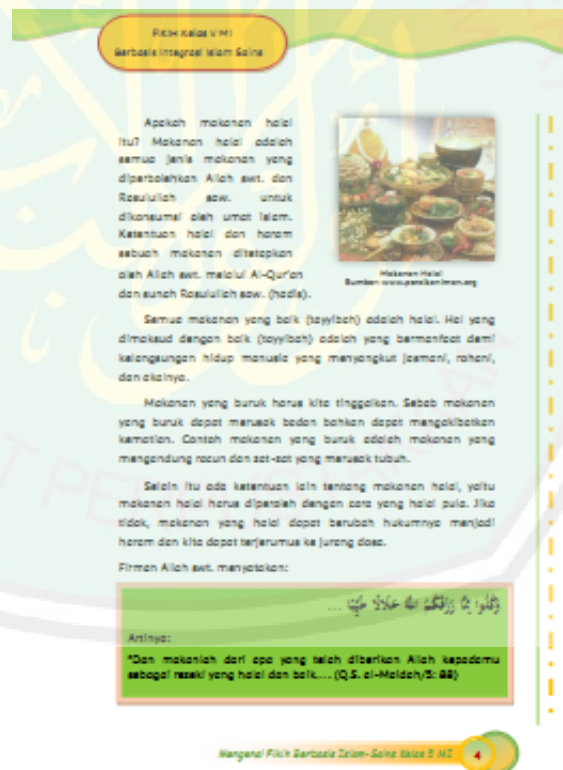 Fikih Kelas V MI
Berbasis Integrasi Islam Sains
Apakah makanan halal
itu? Makanan halal adalah
semua jenis makanan yang
diperbolehkan Allah swt. dan
Rasulullah saw. untuk
dikonsumsi oleh umat Islam.
Ketentuan halal dan haram
sebuah makanan ditetapkan
oleh Allah swt. melalui Al-Qur'an
dan sunah Rasulullah saw. (hadis).
Makanan Halal
Sumber: www.percikaniman.org
Semua makanan yang baik (tayyibah) adalah halal. Hal yang
dimaksud dengan baik (tayyibah) adalah yang bermanfaat demi
kelangsungan hidup manusia yang menyangkut jasmani, rohani,
dan akalnya.
Makanan yang buruk harus kita tinggalkan. Sebab makanan
yang buruk dapat merusak badan bahkan dapat mengakibatkan
kematian. Contoh makanan yang buruk adalah makanan yang
mengandung racun dan zat-zat yang merusak tubuh.
Selain itu ada ketentuan lain tentang makanan halal, yaitu
makanan halal harus diperoleh dengan cara yang halal pula. Jika
tidak, makanan yang halal dapat berubah hukumnya menjadi
haram dan kita dapat terjerumus ke jurang dosa.
Firman Allah swt. menyatakan:
وَكُلُوا مِمَّا رَزَقَكُمُ اللهُ حَلَالًا طَيِّبًا ...
Artinya:
"Dan makanlah dari apa yang telah diberikan Allah kepadamu
sebagai rezeki yang halal dan baik.... (Q.S. al-Maidah/5: 88)
Mengenal Fikih Berbasis Islam-Sains Kelas 5 MI
4